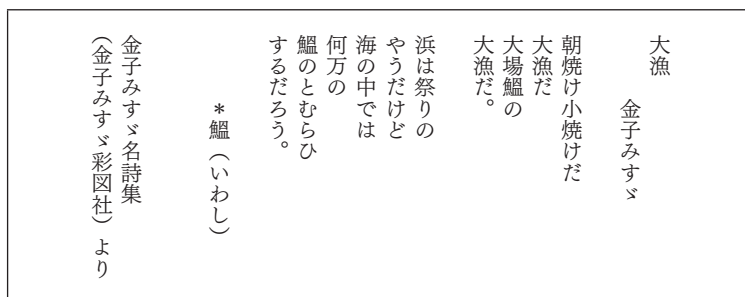 大漁
金子みすゞ
朝焼け小焼けだ
大漁だ
大場鰮の
大漁だ。
浜は祭りの
やうだけど
海の中では
何万の
鰮のとむらひ
するだろう。
＊鰮（いわし）
金子みすゞ名詩集
（金子みすゞ彩図社）より